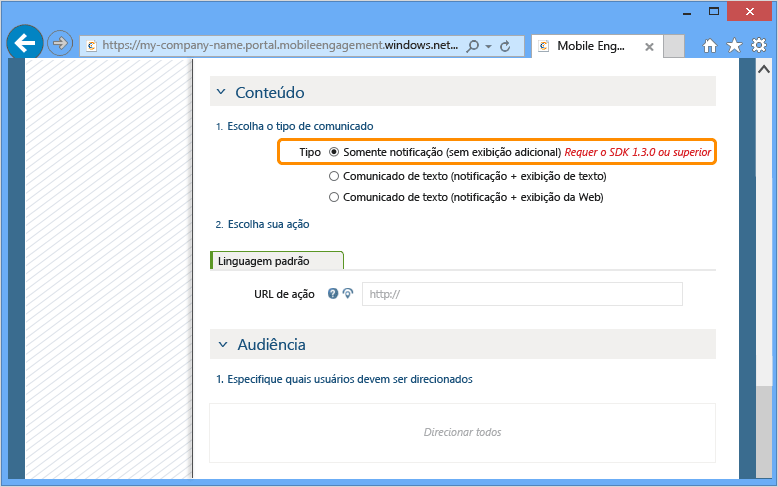 https://my-company-name.portal.mobileengagement.windows.net...
Mobile Eng...
Conteúdo
1. Escolha o tipo de comunicado
Tipo Somente notificação (sem exibição adicional) Requer o SDK 1.3.0 ou superior
Comunicado de texto (notificação + exibição de texto)
Comunicado de texto (notificação + exibição da Web)
2. Escolha sua ação
Linguagem padrão
URL de ação ? http://
Audiência
1. Especifique quais usuários devem ser direcionados
Direcionar todos